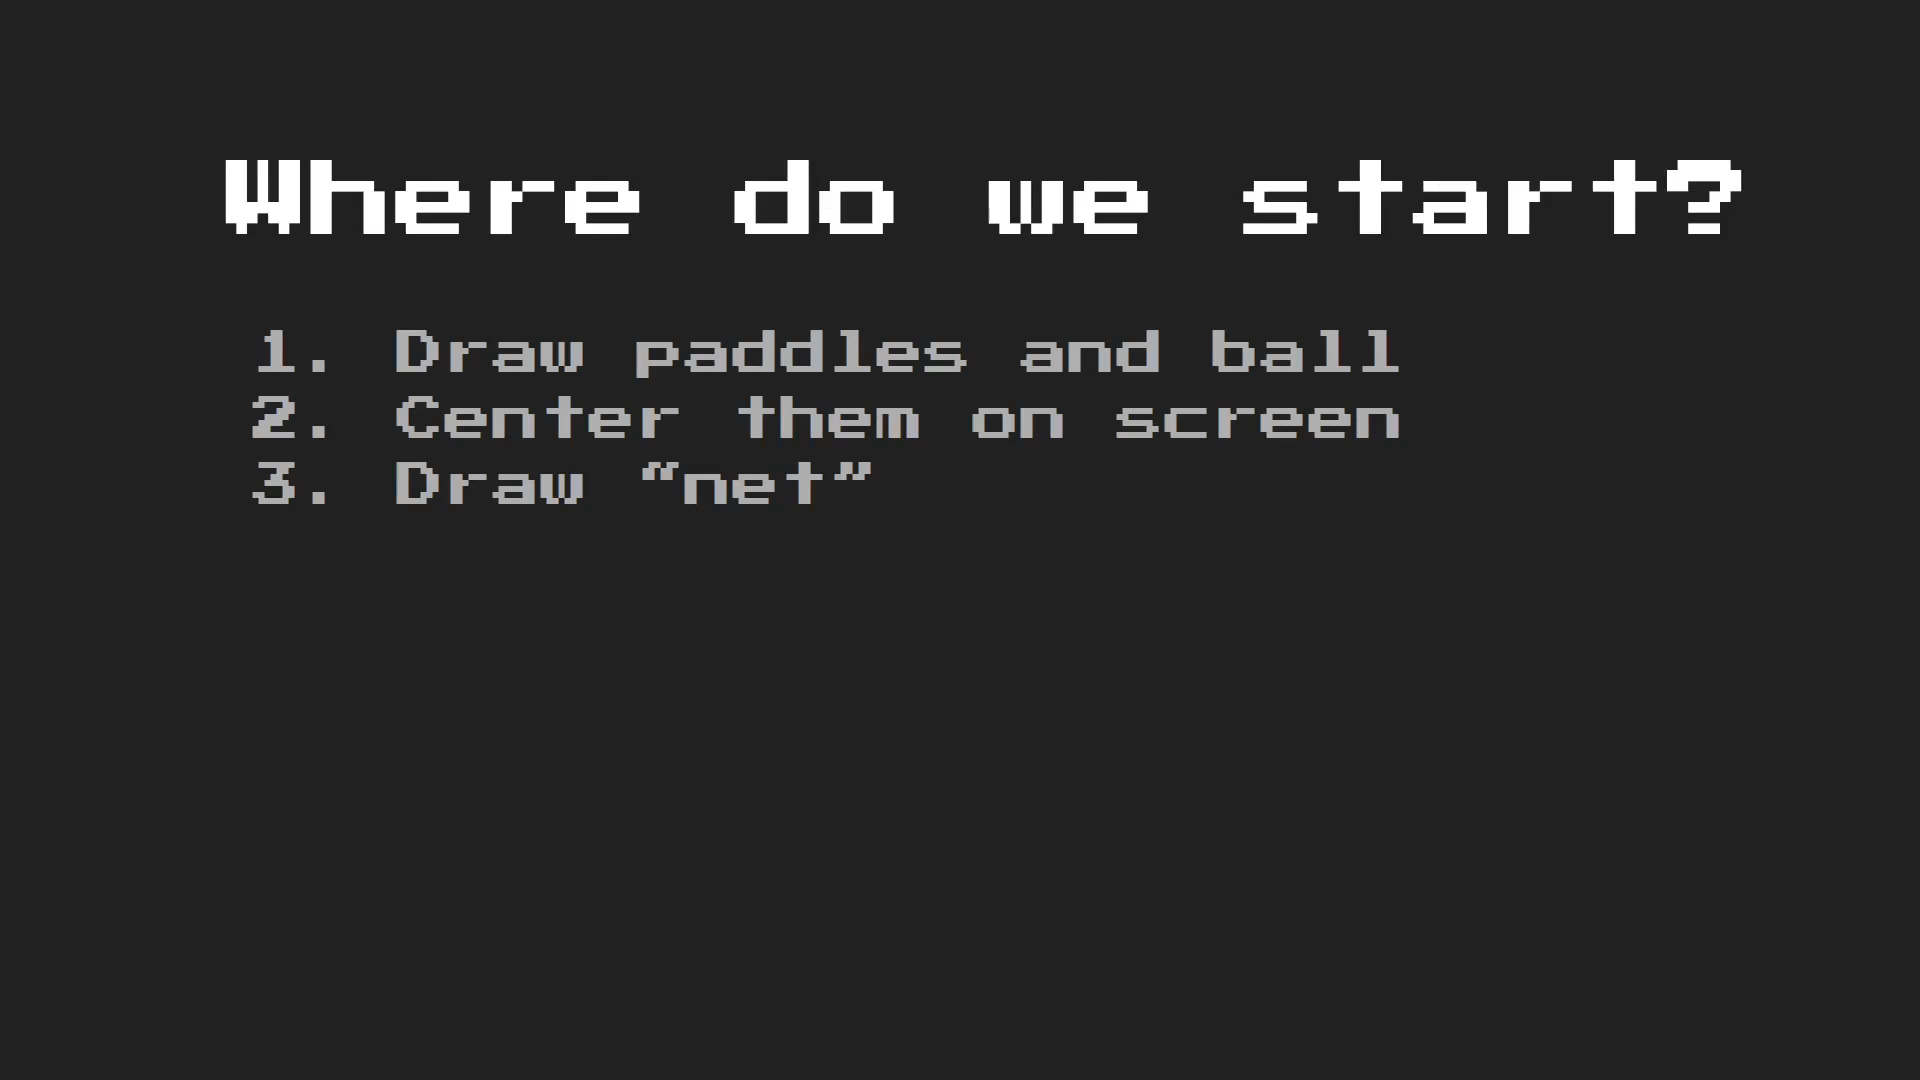 Where do we start?
1. Draw paddles and ball
2. Center them on screen
3. Draw “net”